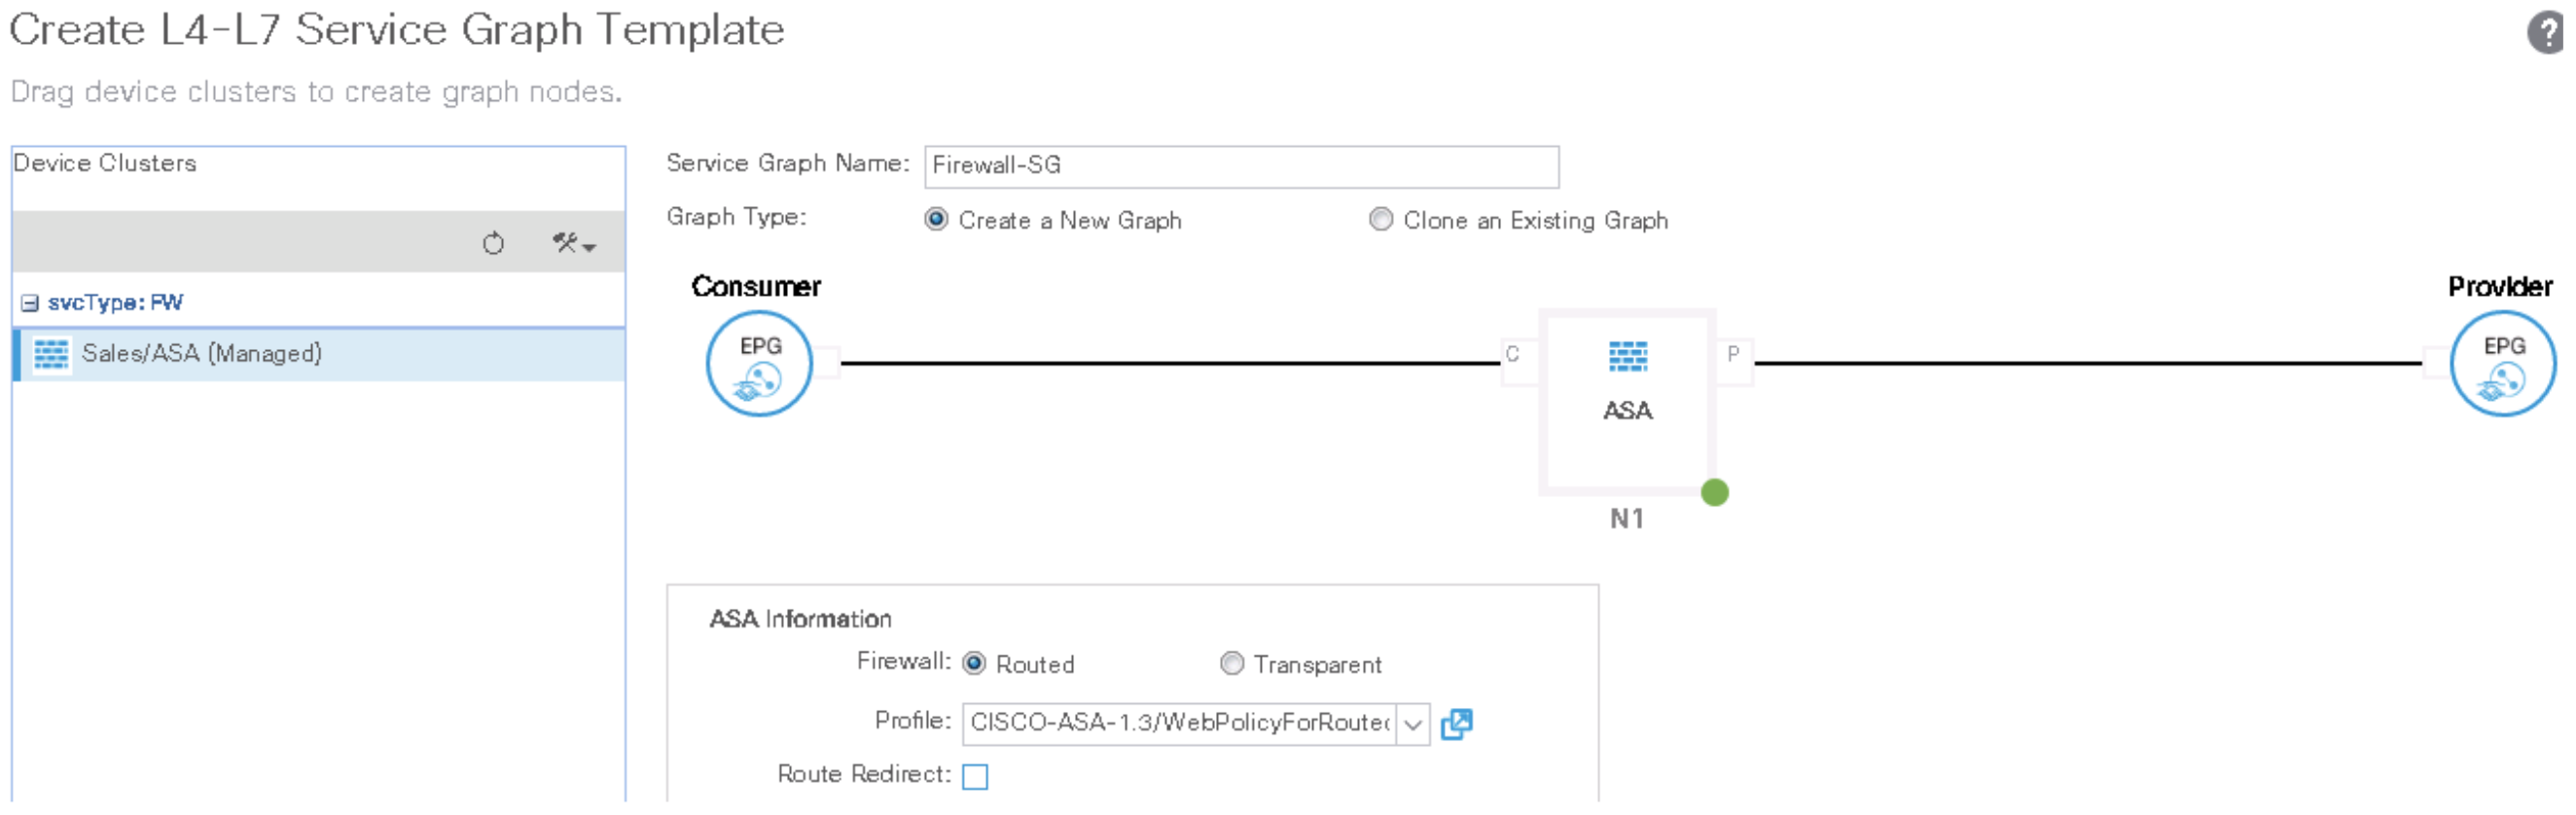 Create L4-L7 Service Graph Template
?
Drag device clusters to create graph nodes.
Device Clusters
svcType: FW
Sales/ASA (Managed)
Service Graph Name: Firewall-SG
Graph Type: Create a New Graph Clone an Existing Graph
Consumer
Provider
EPG
C
ASA
P
N1
EPG
ASA Information
Firewall: Routed Transparent
Profile: CISCO-ASA-1.3/WebPolicyForRoute
Route Redirect: